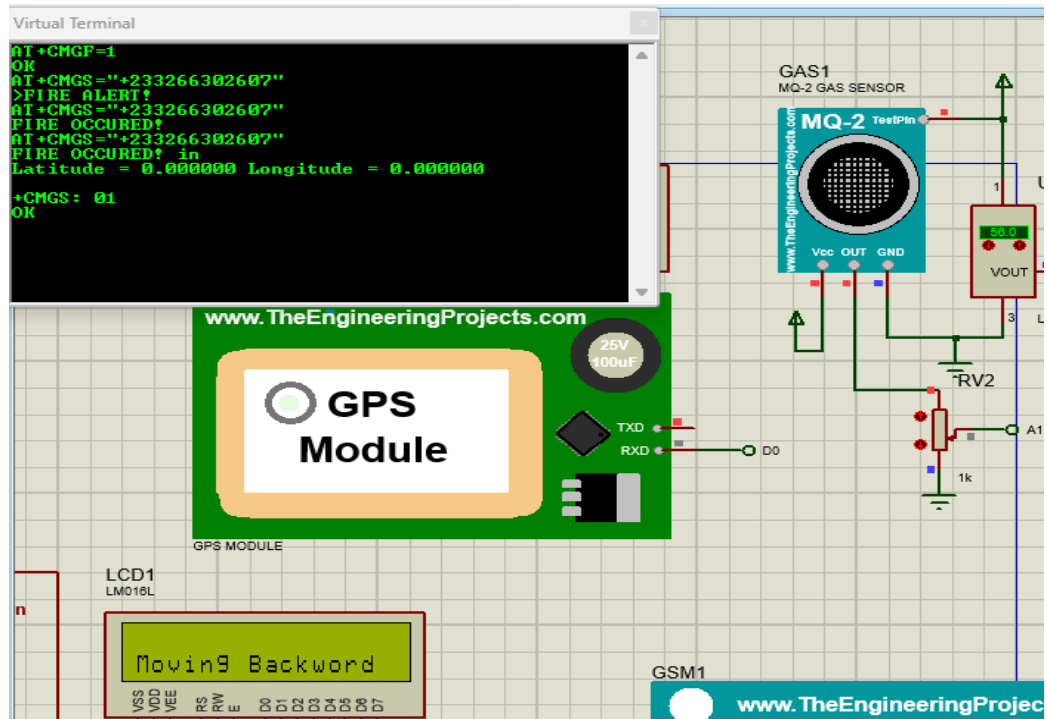 Virtual Terminal
AT+CMGF=1
OK
AT+CMGS="+233266302607"
>FIRE ALERT!
AT+CMGS="+233266302607"
FIRE OCCURED!
AT+CMGS="+233266302607"
FIRE OCCURED! in
Latitude = 0.000000 Longitude = 0.000000
+CMGS: 01
OK
GAS1
MQ-2 GAS SENSOR
MQ-2 TestPin
www.TheEngineeringProjects.com
Vcc OUT GND
1
56.0
VOUT
3
RV2
A1
1k
www.TheEngineeringProjects.com
25V
100uF
GPS
Module
TXD
RXD
D0
GPS MODULE
LCD1
LM016L
n
Moving Backword
VSS
VDD
VEE
RS
RW
E
D0
D1
D2
D3
D4
D5
D6
D7
GSM1
www.TheEngineeringProjec